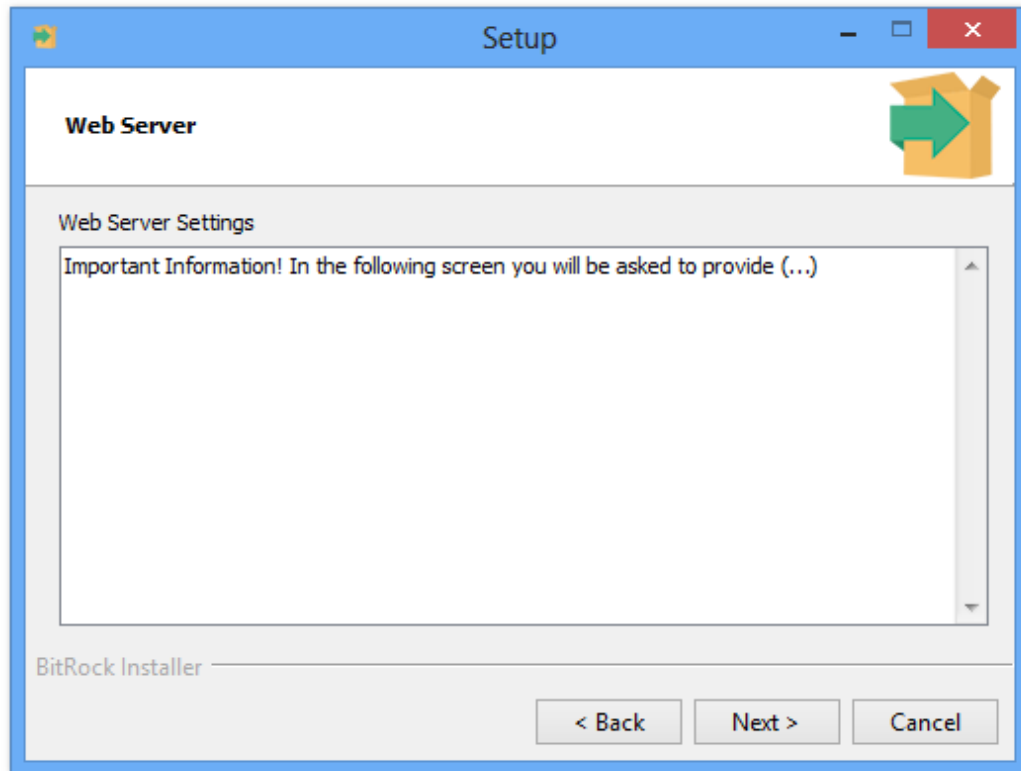 Setup
Web Server
Web Server Settings
Important Information! In the following screen you will be asked to provide (...)
BitRock Installer
< Back
Next >
Cancel